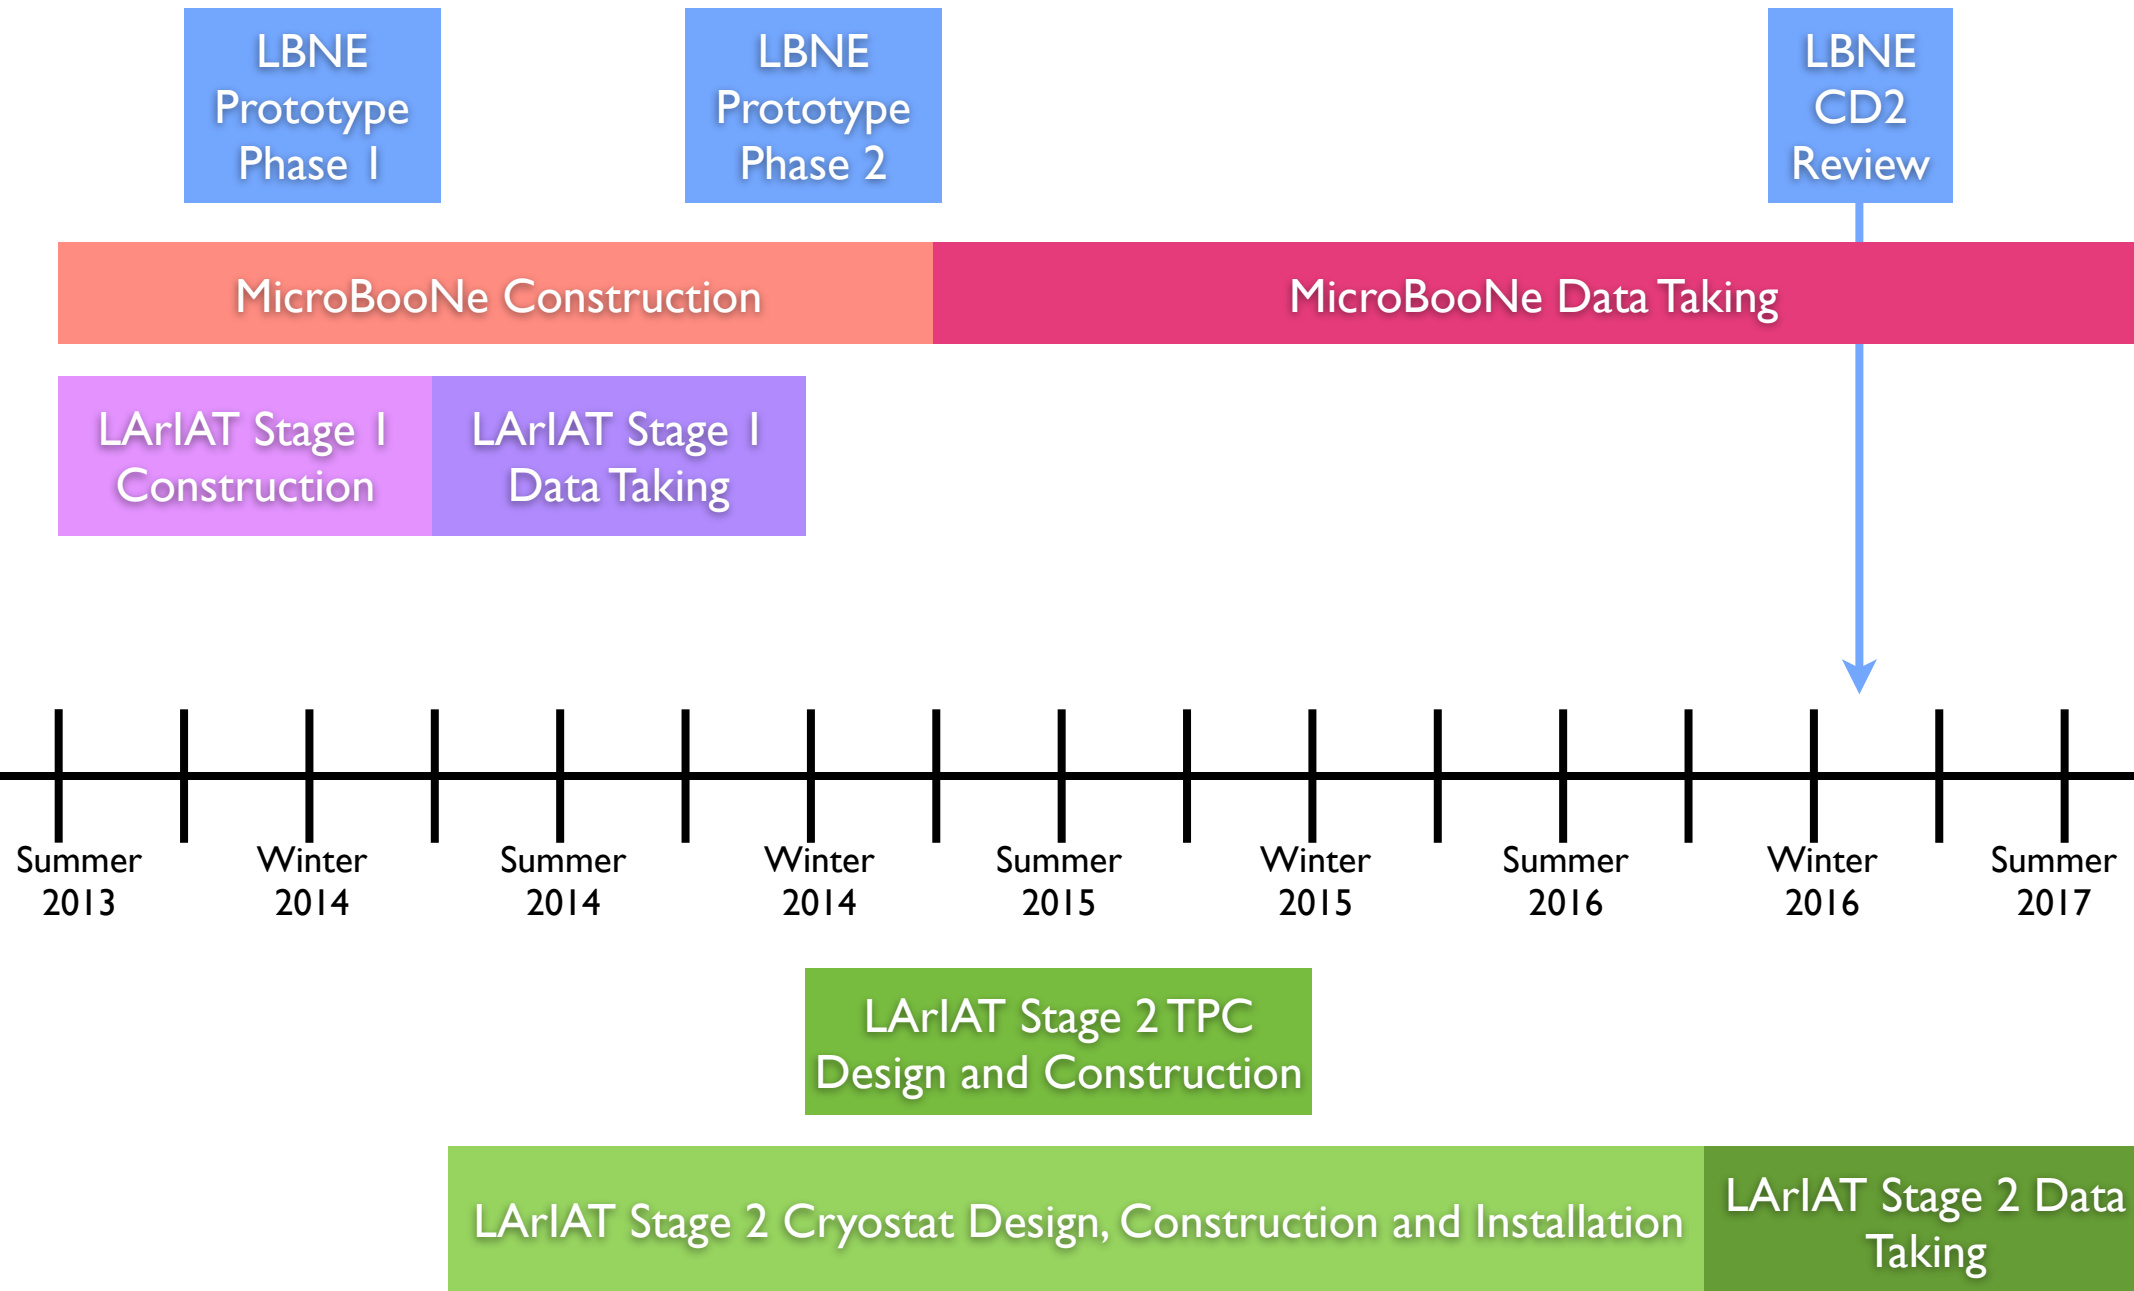 LBNE
Prototype
Phase 1
LBNE
Prototype
Phase 2
LBNE
CD2
Review
MicroBooNe Construction
MicroBooNe Data Taking
LArIAT Stage 1
Construction
LArIAT Stage 1
Data Taking
Summer
2013
Winter
2014
Summer
2014
Winter
2014
Summer
2015
Winter
2015
Summer
2016
Winter
2016
Summer
2017
LArIAT Stage 2 TPC
Design and Construction
LArIAT Stage 2 Cryostat Design, Construction and Installation
LArIAT Stage 2 Data
Taking